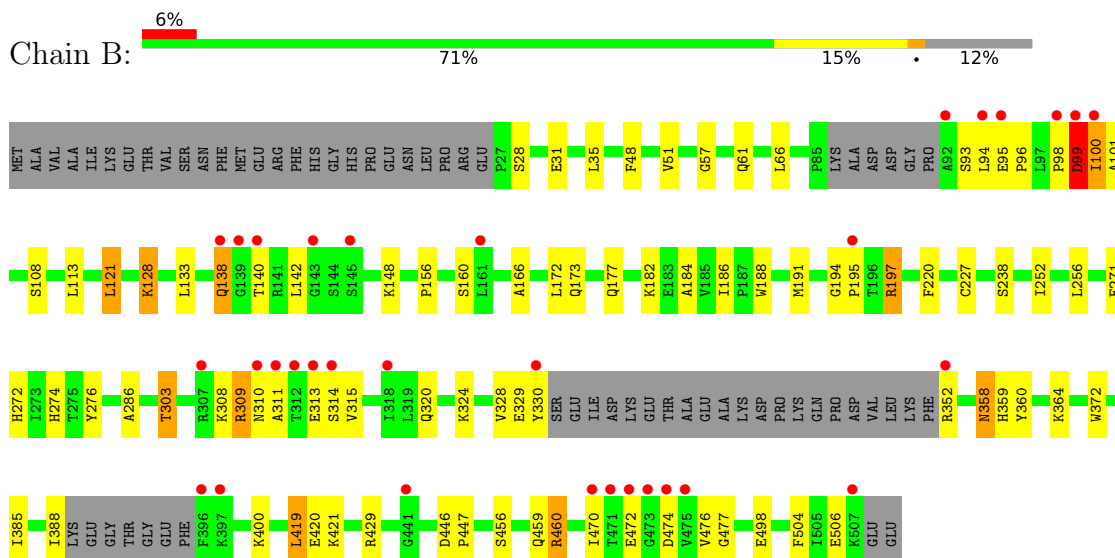 6%
Chain B:
71% 15% • 12%
MET ALA VAL ALA ILE LYS GLU THR VAL SER ASN PHE MET GLU ARG PHE HIS GLY HIS PRO GLU ASN LEU PRO ARG GLU P27 S28 E31 L35 F48 V51 G57 Q61 L66 P85 LYS ALA ASP ASP GLY PRO A92 S93 L94 E95 P96 L97 P98 D99 I100 A101
S108 L113 L121 K128 L133 Q138 G139 T140 R141 L142 G143 S144 S145 K148 P156 S160 L161 A166 L172 Q173 Q177 K182 E183 A184 V185 I186 P187 W188 M191 G194 P195 T196 R197 F220 C227 S238 I252 L256 E271
H272 I273 H274 T275 Y276 A286 T303 R307 K308 R309 N310 A311 T312 E313 S314 V315 I318 L319 Q320 K324 V328 E329 Y330 SER GLU ILE ASP LYS GLU THR ALA GLU ALA LYS ASP PRO LYS GLN PRO ASP VAL LEU LYS PHE R352 N358 H359 Y360 K364 W372
I385 I388 LYS GLU GLY THR GLY GLU PHE F396 K397 K400 L419 E420 K421 R429 G441 D446 P447 S456 Q459 R460 I470 T471 E472 G473 D474 V475 V476 G477 E498 F504 I505 E506 K507 GLU GLU